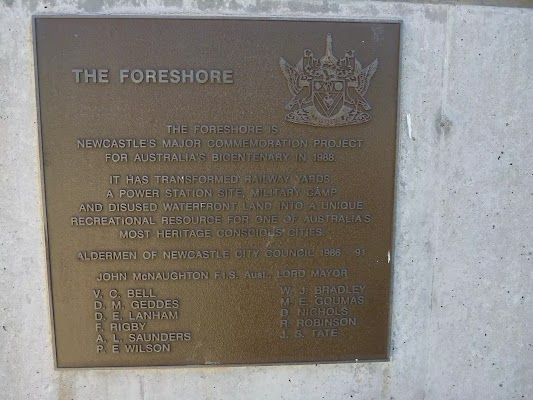 THE FORESHORE
THE FORESHORE IS
NEWCASTLE'S MAJOR COMMEMORATION PROJECT
FOR AUSTRALIA'S BICENTENARY IN 1988.
IT HAS TRANSFORMED RAILWAY YARDS,
A POWER STATION SITE, MILITARY CAMP
AND DISUSED WATERFRONT LAND INTO A UNIQUE
RECREATIONAL RESOURCE FOR ONE OF AUSTRALIA'S
MOST HERITAGE CONSCIOUS CITIES.
ALDERMEN OF NEWCASTLE CITY COUNCIL 1986 - 91
JOHN McNAUGHTON F.I.S. Aust., LORD MAYOR
V. C. BELL
D. M. GEDDES
D. E. LANHAM
F. RIGBY
A. L. SAUNDERS
P. E WILSON
W. J. BRADLEY
M. E. GOUMAS
D. NICHOLS
R. ROBINSON
J. S. TATE